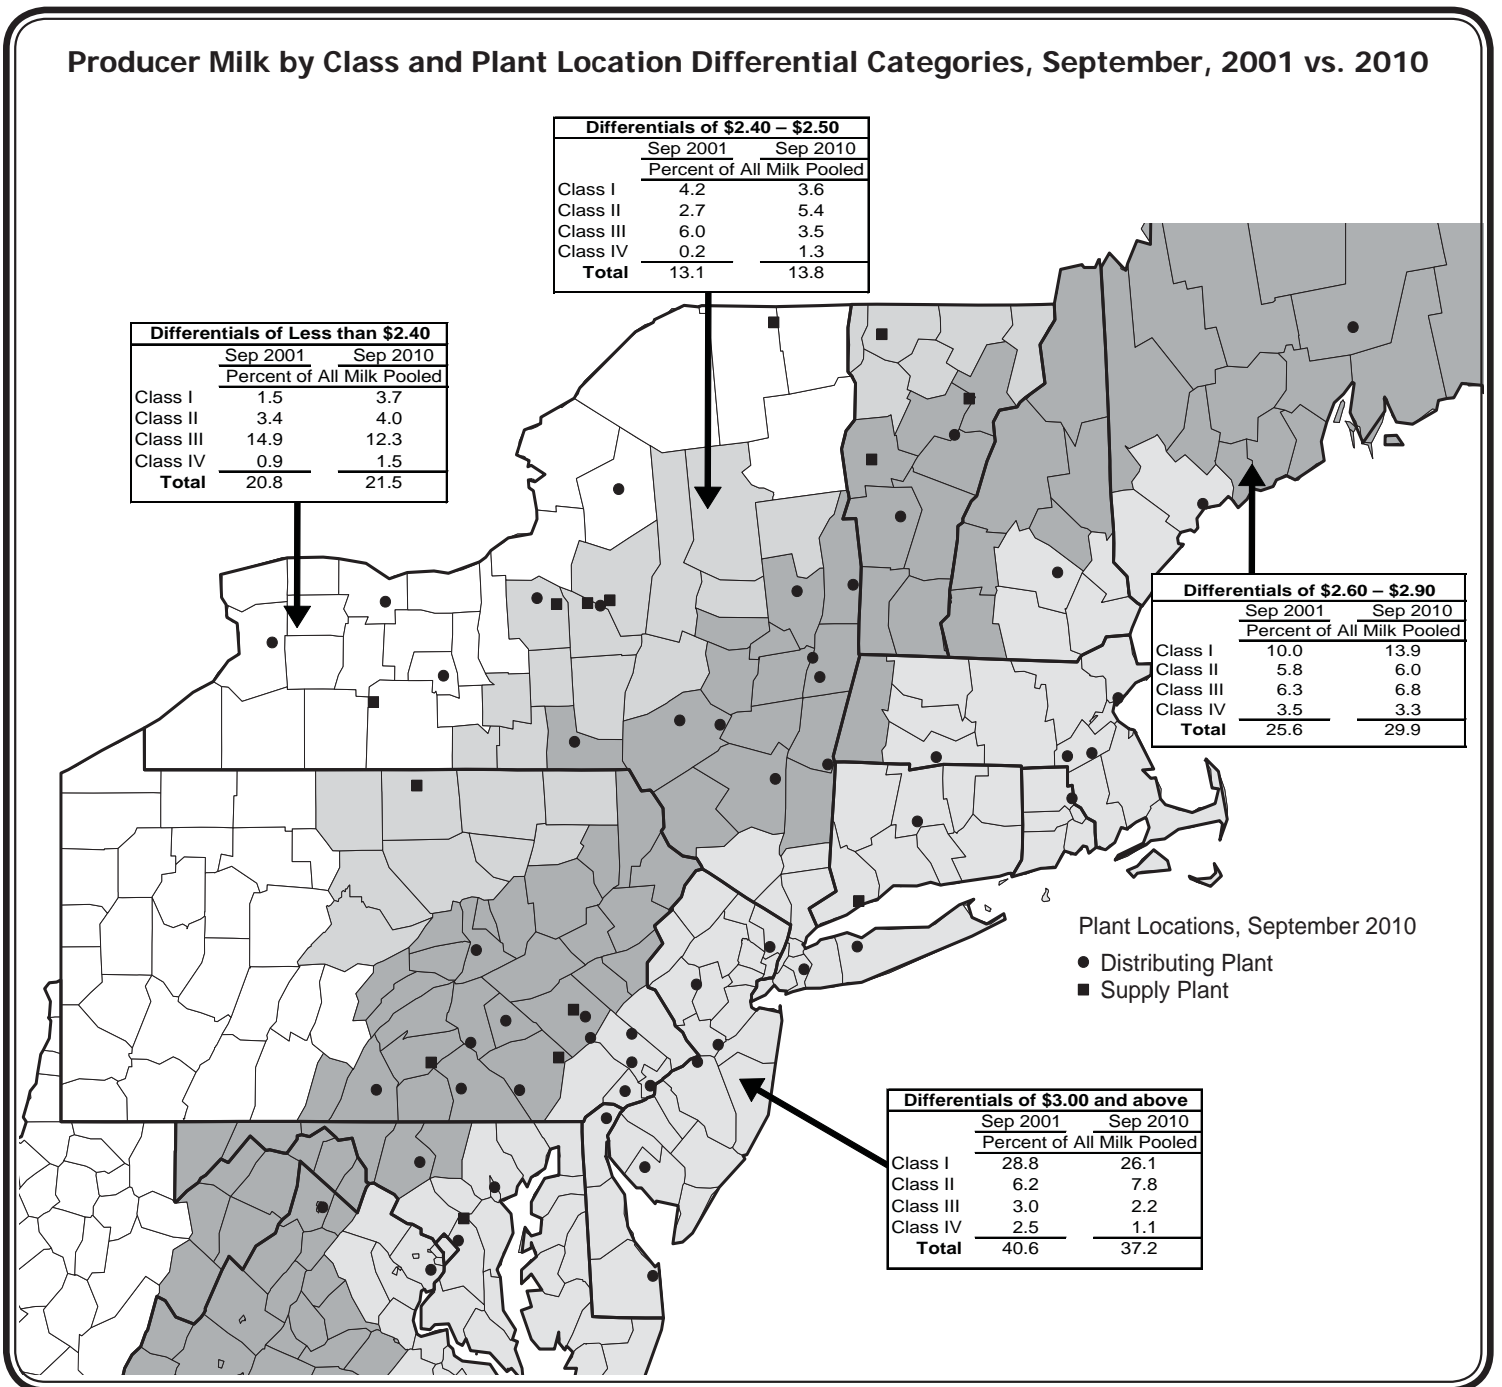 Producer Milk by Class and Plant Location Differential Categories, September, 2001 vs. 2010
Differentials of $2.40 – $2.50
Sep 2001 Sep 2010
Percent of All Milk Pooled
Class I 4.2 3.6
Class II 2.7 5.4
Class III 6.0 3.5
Class IV 0.2 1.3
Total 13.1 13.8
Differentials of Less than $2.40
Sep 2001 Sep 2010
Percent of All Milk Pooled
Class I 1.5 3.7
Class II 3.4 4.0
Class III 14.9 12.3
Class IV 0.9 1.5
Total 20.8 21.5
Differentials of $2.60 – $2.90
Sep 2001 Sep 2010
Percent of All Milk Pooled
Class I 10.0 13.9
Class II 5.8 6.0
Class III 6.3 6.8
Class IV 3.5 3.3
Total 25.6 29.9
Plant Locations, September 2010
Distributing Plant
Supply Plant
Differentials of $3.00 and above
Sep 2001 Sep 2010
Percent of All Milk Pooled
Class I 28.8 26.1
Class II 6.2 7.8
Class III 3.0 2.2
Class IV 2.5 1.1
Total 40.6 37.2